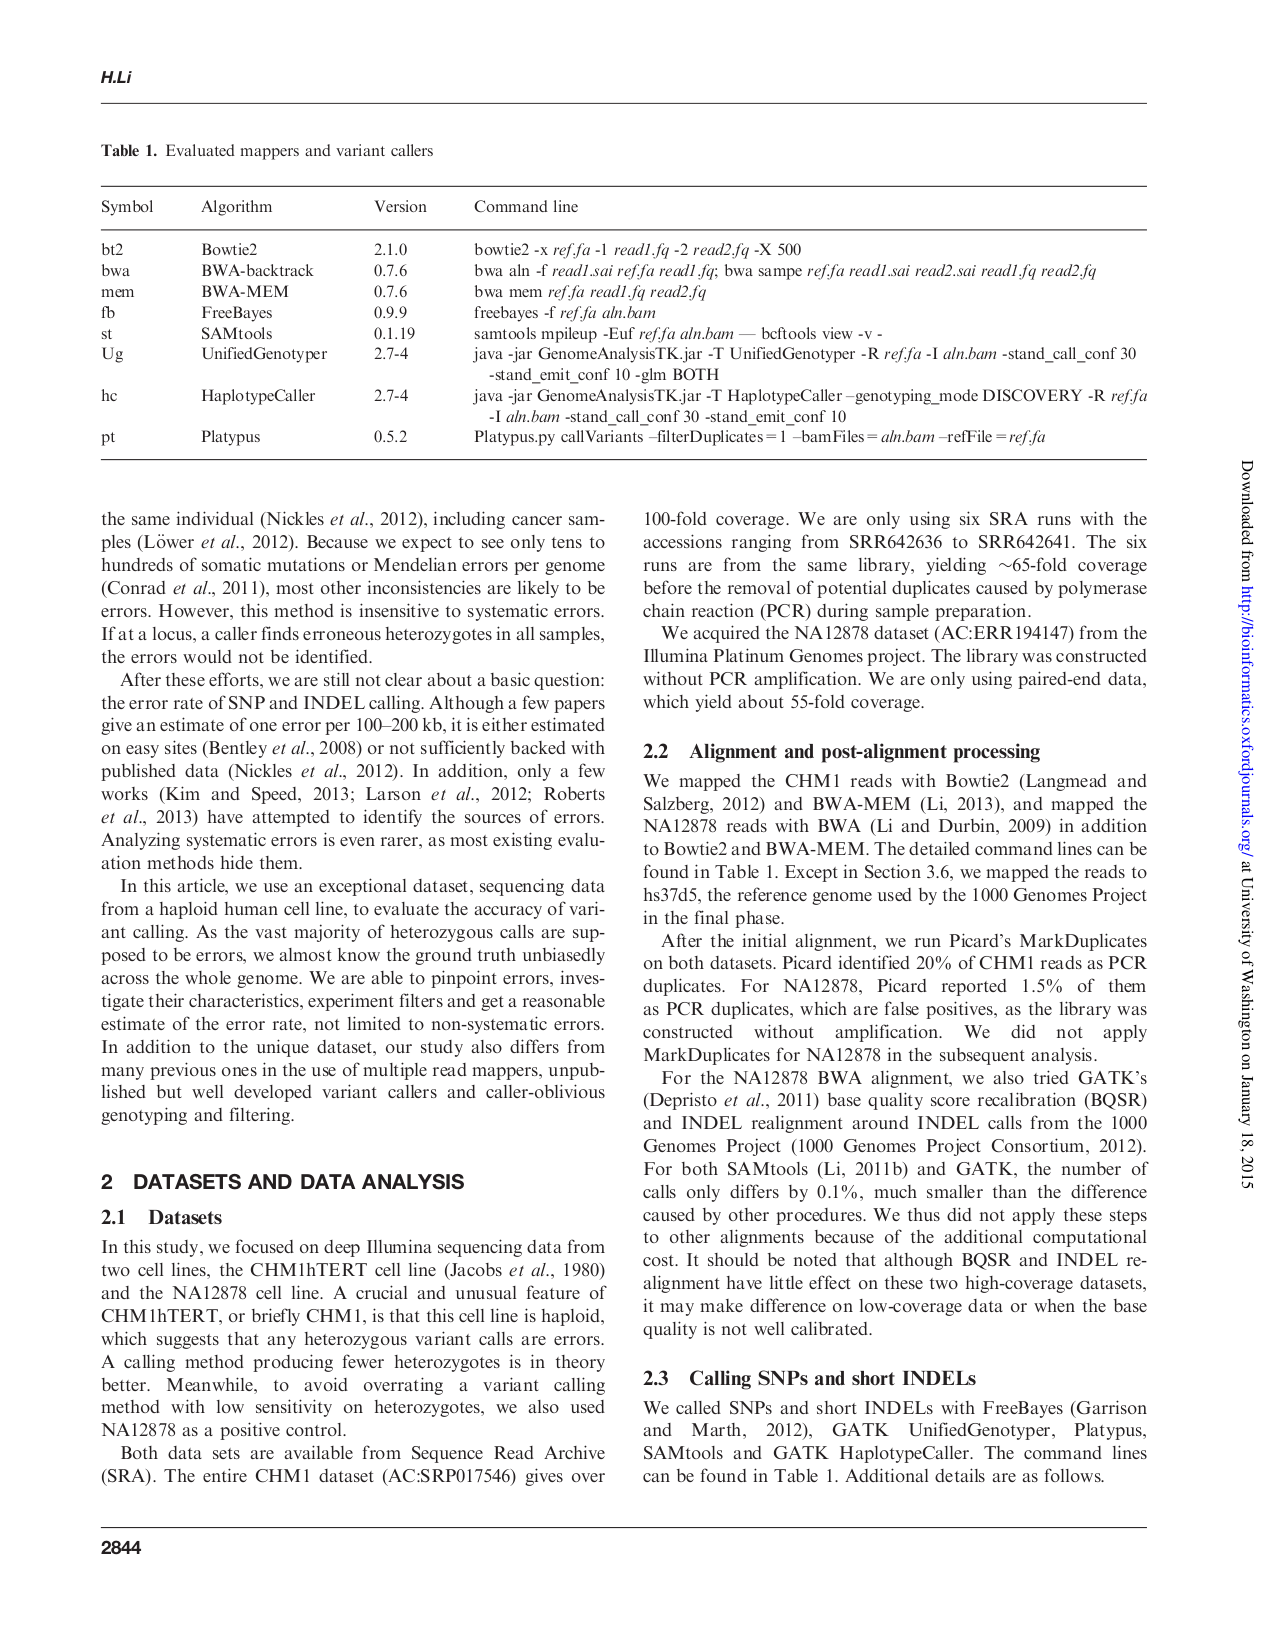 H.Li
Table 1. Evaluated mappers and variant callers
Symbol Algorithm Version Command line
bt2 Bowtie2 2.1.0 bowtie2 -x ref.fa -1 read1.fq -2 read2.fq -X 500
bwa BWA-backtrack 0.7.6 bwa aln -f read1.sai ref.fa read1.fq; bwa sampe ref.fa read1.sai read2.sai read1.fq read2.fq
mem BWA-MEM 0.7.6 bwa mem ref.fa read1.fq read2.fq
fb FreeBayes 0.9.9 freebayes -f ref.fa aln.bam
st SAMtools 0.1.19 samtools mpileup -Euf ref.fa aln.bam — bcftools view -v -
Ug UnifiedGenotyper 2.7-4 java -jar GenomeAnalysisTK.jar -T UnifiedGenotyper -R ref.fa -I aln.bam -stand_call_conf 30
-stand_emit_conf 10 -glm BOTH
hc HaplotypeCaller 2.7-4 java -jar GenomeAnalysisTK.jar -T HaplotypeCaller –genotyping_mode DISCOVERY -R ref.fa
-I aln.bam -stand_call_conf 30 -stand_emit_conf 10
pt Platypus 0.5.2 Platypus.py callVariants –filterDuplicates=1 –bamFiles=aln.bam –refFile=ref.fa
the same individual (Nickles et al., 2012), including cancer sam-
ples (Löwer et al., 2012). Because we expect to see only tens to
hundreds of somatic mutations or Mendelian errors per genome
(Conrad et al., 2011), most other inconsistencies are likely to be
errors. However, this method is insensitive to systematic errors.
If at a locus, a caller finds erroneous heterozygotes in all samples,
the errors would not be identified.
After these efforts, we are still not clear about a basic question:
the error rate of SNP and INDEL calling. Although a few papers
give an estimate of one error per 100–200 kb, it is either estimated
on easy sites (Bentley et al., 2008) or not sufficiently backed with
published data (Nickles et al., 2012). In addition, only a few
works (Kim and Speed, 2013; Larson et al., 2012; Roberts
et al., 2013) have attempted to identify the sources of errors.
Analyzing systematic errors is even rarer, as most existing evalu-
ation methods hide them.
In this article, we use an exceptional dataset, sequencing data
from a haploid human cell line, to evaluate the accuracy of vari-
ant calling. As the vast majority of heterozygous calls are sup-
posed to be errors, we almost know the ground truth unbiasedly
across the whole genome. We are able to pinpoint errors, inves-
tigate their characteristics, experiment filters and get a reasonable
estimate of the error rate, not limited to non-systematic errors.
In addition to the unique dataset, our study also differs from
many previous ones in the use of multiple read mappers, unpub-
lished but well developed variant callers and caller-oblivious
genotyping and filtering.
2 DATASETS AND DATA ANALYSIS
2.1 Datasets
In this study, we focused on deep Illumina sequencing data from
two cell lines, the CHM1hTERT cell line (Jacobs et al., 1980)
and the NA12878 cell line. A crucial and unusual feature of
CHM1hTERT, or briefly CHM1, is that this cell line is haploid,
which suggests that any heterozygous variant calls are errors.
A calling method producing fewer heterozygotes is in theory
better. Meanwhile, to avoid overrating a variant calling
method with low sensitivity on heterozygotes, we also used
NA12878 as a positive control.
Both data sets are available from Sequence Read Archive
(SRA). The entire CHM1 dataset (AC:SRP017546) gives over
100-fold coverage. We are only using six SRA runs with the
accessions ranging from SRR642636 to SRR642641. The six
runs are from the same library, yielding ~65-fold coverage
before the removal of potential duplicates caused by polymerase
chain reaction (PCR) during sample preparation.
We acquired the NA12878 dataset (AC:ERR194147) from the
Illumina Platinum Genomes project. The library was constructed
without PCR amplification. We are only using paired-end data,
which yield about 55-fold coverage.
2.2 Alignment and post-alignment processing
We mapped the CHM1 reads with Bowtie2 (Langmead and
Salzberg, 2012) and BWA-MEM (Li, 2013), and mapped the
NA12878 reads with BWA (Li and Durbin, 2009) in addition
to Bowtie2 and BWA-MEM. The detailed command lines can be
found in Table 1. Except in Section 3.6, we mapped the reads to
hs37d5, the reference genome used by the 1000 Genomes Project
in the final phase.
After the initial alignment, we run Picard's MarkDuplicates
on both datasets. Picard identified 20% of CHM1 reads as PCR
duplicates. For NA12878, Picard reported 1.5% of them
as PCR duplicates, which are false positives, as the library was
constructed without amplification. We did not apply
MarkDuplicates for NA12878 in the subsequent analysis.
For the NA12878 BWA alignment, we also tried GATK's
(Depristo et al., 2011) base quality score recalibration (BQSR)
and INDEL realignment around INDEL calls from the 1000
Genomes Project (1000 Genomes Project Consortium, 2012).
For both SAMtools (Li, 2011b) and GATK, the number of
calls only differs by 0.1%, much smaller than the difference
caused by other procedures. We thus did not apply these steps
to other alignments because of the additional computational
cost. It should be noted that although BQSR and INDEL re-
alignment have little effect on these two high-coverage datasets,
it may make difference on low-coverage data or when the base
quality is not well calibrated.
2.3 Calling SNPs and short INDELs
We called SNPs and short INDELs with FreeBayes (Garrison
and Marth, 2012), GATK UnifiedGenotyper, Platypus,
SAMtools and GATK HaplotypeCaller. The command lines
can be found in Table 1. Additional details are as follows.
2844
Downloaded from http://bioinformatics.oxfordjournals.org/ at University of Washington on January 18, 2015